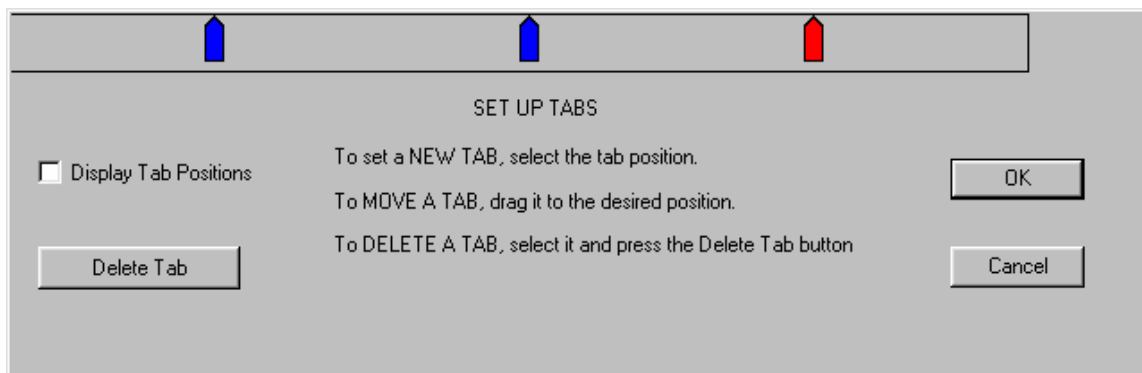 SET UP TABS
Display Tab Positions
To set a NEW TAB, select the tab position.
To MOVE A TAB, drag it to the desired position.
To DELETE A TAB, select it and press the Delete Tab button
OK
Delete Tab
Cancel